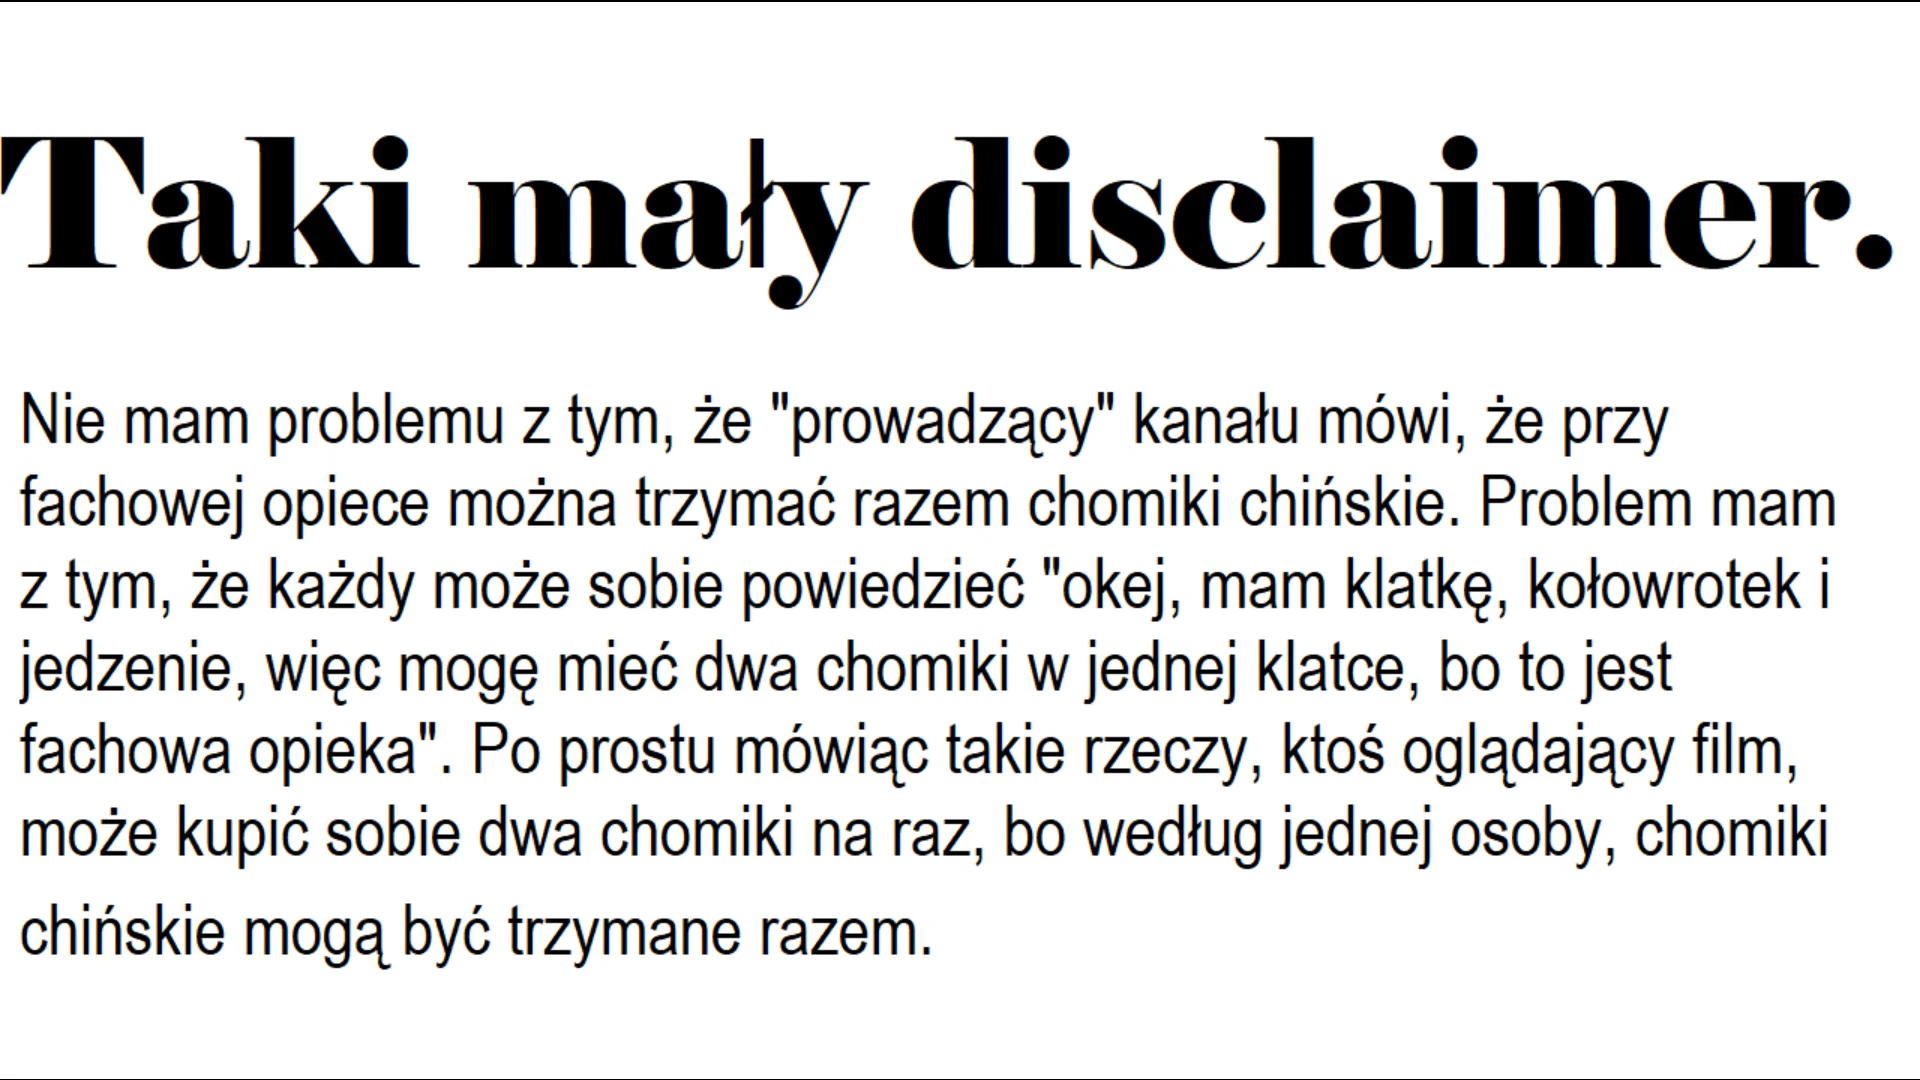 Taki mały disclaimer.
Nie mam problemu z tym, że "prowadzący" kanału mówi, że przy
fachowej opiece można trzymać razem chomiki chińskie. Problem mam
z tym, że każdy może sobie powiedzieć "okej, mam klatkę, kołowrotek i
jedzenie, więc mogę mieć dwa chomiki w jednej klatce, bo to jest
fachowa opieka". Po prostu mówiąc takie rzeczy, ktoś oglądający film,
może kupić sobie dwa chomiki na raz, bo według jednej osoby, chomiki
chińskie mogą być trzymane razem.